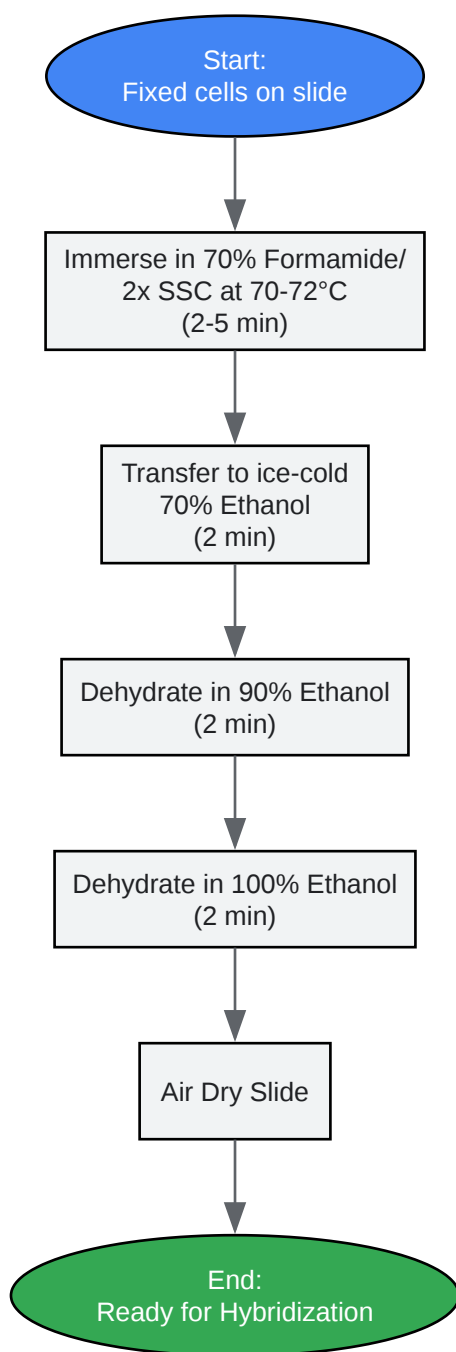 Start:
Fixed cells on slide
Immerse in 70% Formamide/
2x SSC at 70-72°C
(2-5 min)
Transfer to ice-cold
70% Ethanol
(2 min)
Dehydrate in 90% Ethanol
(2 min)
Dehydrate in 100% Ethanol
(2 min)
Air Dry Slide
End:
Ready for Hybridization